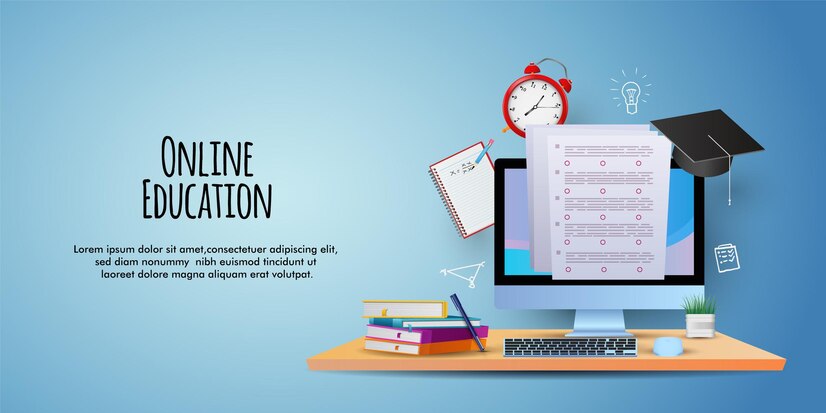 ONLINE
EDUCATION
Lorem ipsum dolor sit amet,consectetuer adipiscing elit,
sed diam nonummy nibh euismod tincidunt ut
laoreet dolore magna aliquam erat volutpat.